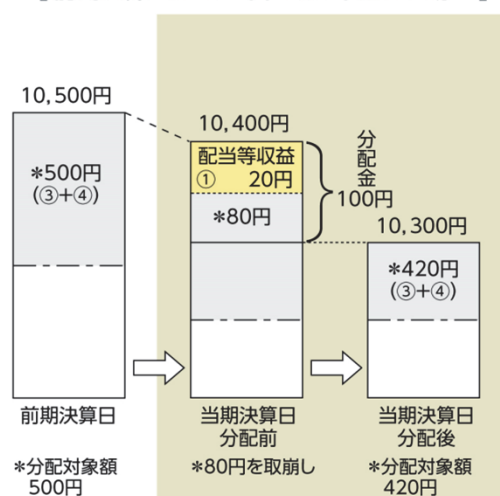 10,500円
*500円
(③+④)
前期決算日
*分配対象額
500円
10,400円
配当等収益
① 20円
*80円
分配金
100円
当期決算日
分配前
*80円を取崩し
10,300円
*420円
(③+④)
当期決算日
分配後
*分配対象額
420円